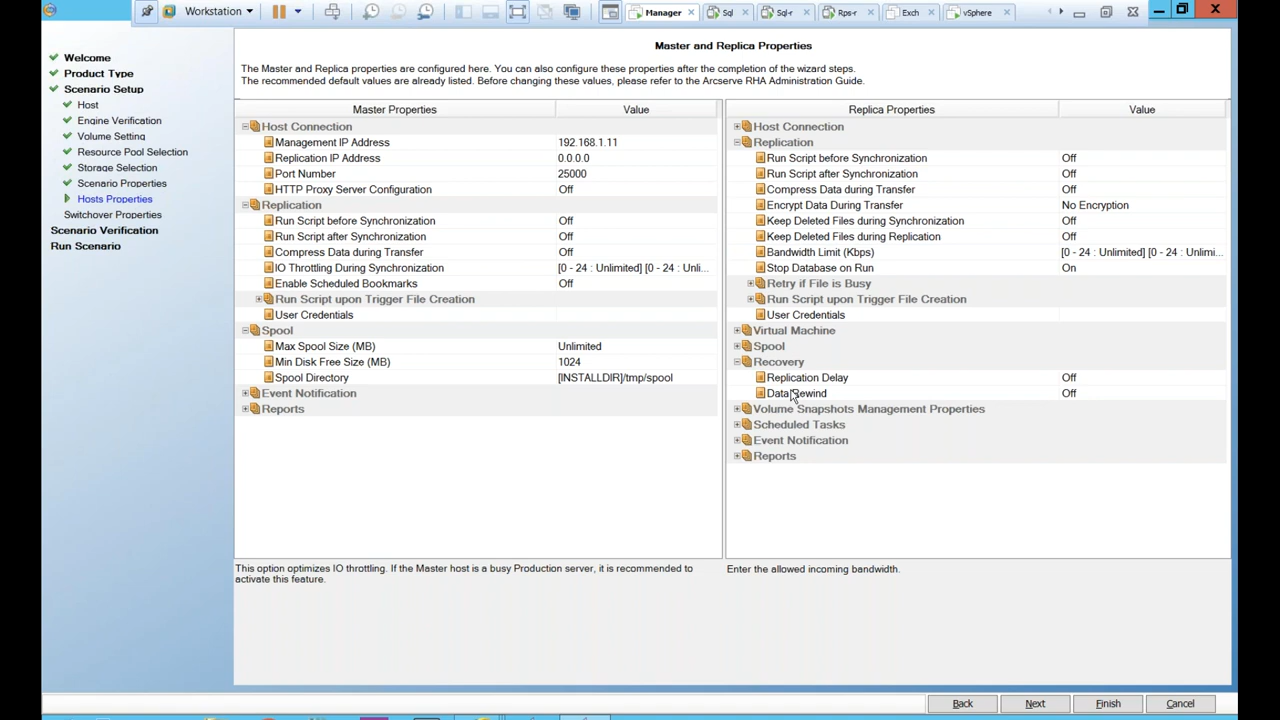 Workstation
Manager
Sql
Sql-r
Rps-r
Exch
vSphere
Welcome
Product Type
Scenario Setup
Host
Engine Verification
Volume Setting
Resource Pool Selection
Storage Selection
Scenario Properties
Hosts Properties
Switchover Properties
Scenario Verification
Run Scenario
Master and Replica Properties
The Master and Replica properties are configured here. You can also configure these properties after the completion of the wizard steps.
The recommended default values are already listed. Before changing these values, please refer to the Arcserve RHA Administration Guide.
Master Properties Value
Host Connection
Management IP Address 192.168.1.11
Replication IP Address 0.0.0.0
Port Number 25000
HTTP Proxy Server Configuration Off
Replication
Run Script before Synchronization Off
Run Script after Synchronization Off
Compress Data during Transfer Off
IO Throttling During Synchronization [0 - 24 : Unlimited] [0 - 24 : Unli...
Enable Scheduled Bookmarks Off
Run Script upon Trigger File Creation
User Credentials
Spool
Max Spool Size (MB) Unlimited
Min Disk Free Size (MB) 1024
Spool Directory [INSTALLDIR]/tmp/spool
Event Notification
Reports
This option optimizes IO throttling. If the Master host is a busy Production server, it is recommended to
activate this feature.
Replica Properties Value
Host Connection
Replication
Run Script before Synchronization Off
Run Script after Synchronization Off
Compress Data during Transfer Off
Encrypt Data During Transfer No Encryption
Keep Deleted Files during Synchronization Off
Keep Deleted Files during Replication Off
Bandwidth Limit (Kbps) [0 - 24 : Unlimited] [0 - 24 : Unlimi...
Stop Database on Run On
Retry if File is Busy
Run Script upon Trigger File Creation
User Credentials
Virtual Machine
Spool
Recovery
Replication Delay Off
Data Rewind Off
Volume Snapshots Management Properties
Scheduled Tasks
Event Notification
Reports
Enter the allowed incoming bandwidth.
Back Next Finish Cancel